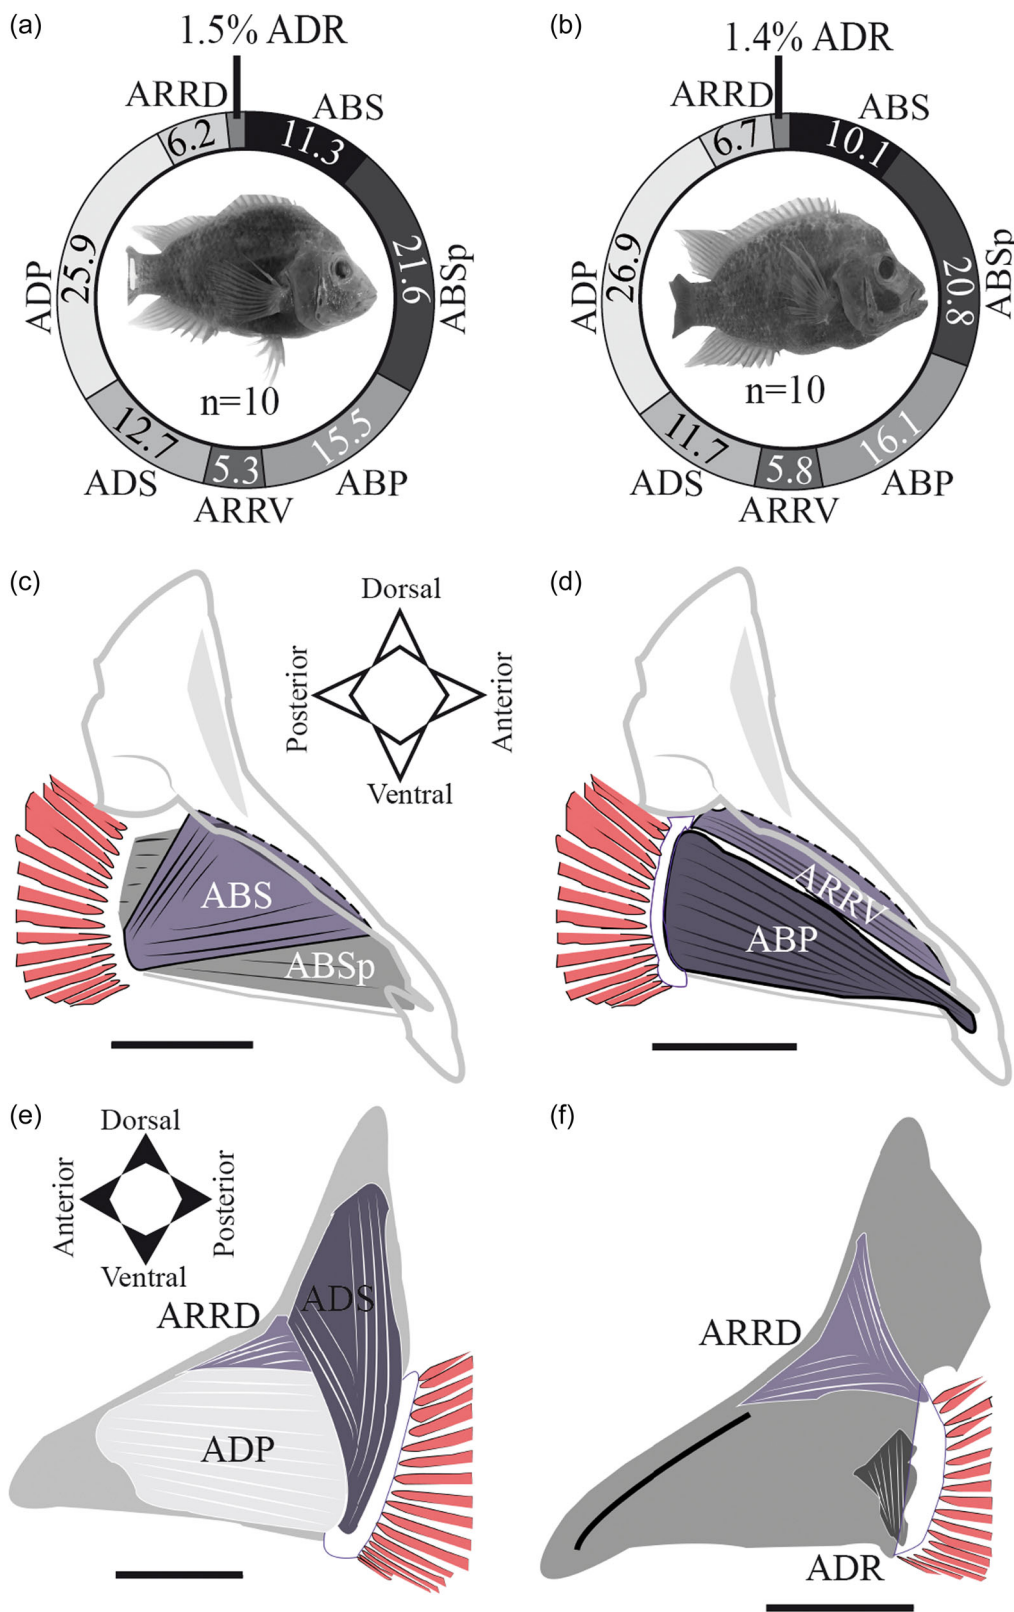 (a)
1.5% ADR
ARRD
ABS
6.2
11.3
ADP
25.9
21.6
ABSp
n=10
12.7
5.3
15.5
ADS
ARRV
ABP
(b)
1.4% ADR
ARRD
ABS
6.7
10.1
ADP
26.9
20.8
ABSp
n=10
11.7
5.8
16.1
ADS
ARRV
ABP
(c)
Dorsal
Posterior
Anterior
Ventral
ABS
ABSp
(d)
ARRV
ABP
(e)
Dorsal
Anterior
Posterior
Ventral
ARRD
ADS
ADP
(f)
ARRD
ADR